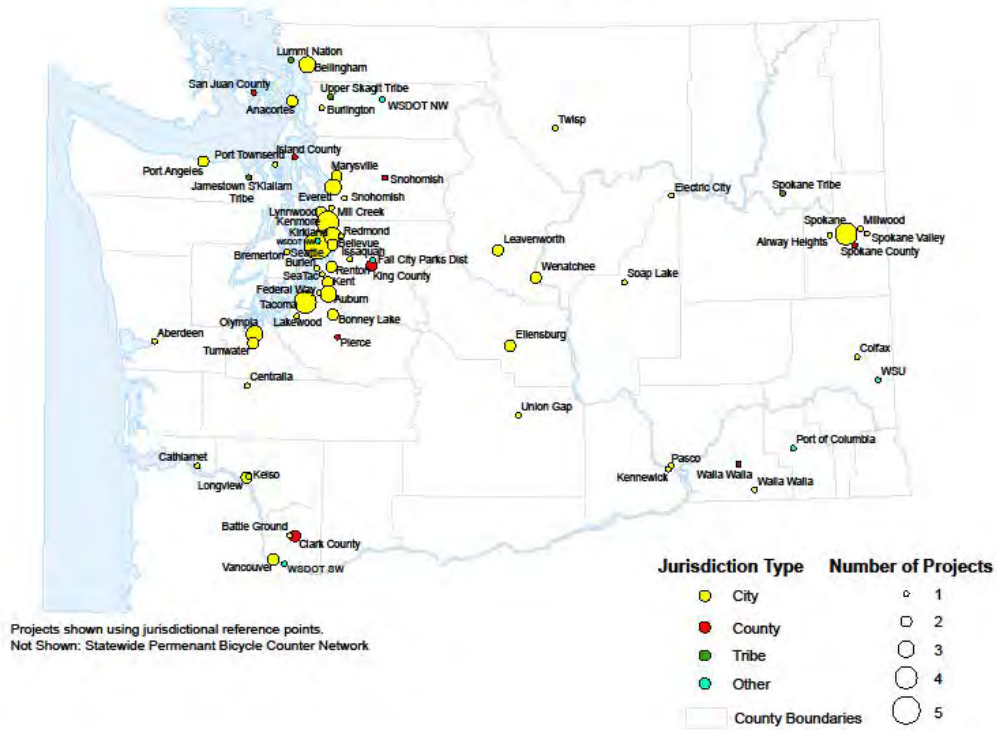 Lummi Nation
Bellingham
San Juan County
Upper Skagit Tribe
WSDOT NW
Anacortes
Burlington
Twisp
Port Townsend
Island County
Port Angeles
Marysville
Jamestown S'Klallam
Tribe
Snohomish
Everett
Snohomish
Electric City
Spokane Tribe
Lynnwood
Mill Creek
Kenmore
Kirkland
Redmond
WSDOT NW
Bellevue
Seattle
Issaquah
Bremerton
Fall City Parks Dist
Burien
Renton
King County
SeaTac
Kent
Federal Way
Auburn
Tacoma
Lakewood
Bonney Lake
Olympia
Pierce
Tumwater
Aberdeen
Centralia
Leavenworth
Wenatchee
Soap Lake
Spokane
Millwood
Airway Heights
Spokane Valley
Spokane County
Ellensburg
Colfax
WSU
Union Gap
Port of Columbia
Pasco
Kennewick
Walla Walla
Walla Walla
Cathlamet
Kelso
Longview
Battle Ground
Clark County
Vancouver
WSDOT SW
Jurisdiction Type
City
County
Tribe
Other
County Boundaries
Number of Projects
1
2
3
4
5
Projects shown using jurisdictional reference points.
Not Shown: Statewide Permenant Bicycle Counter Network